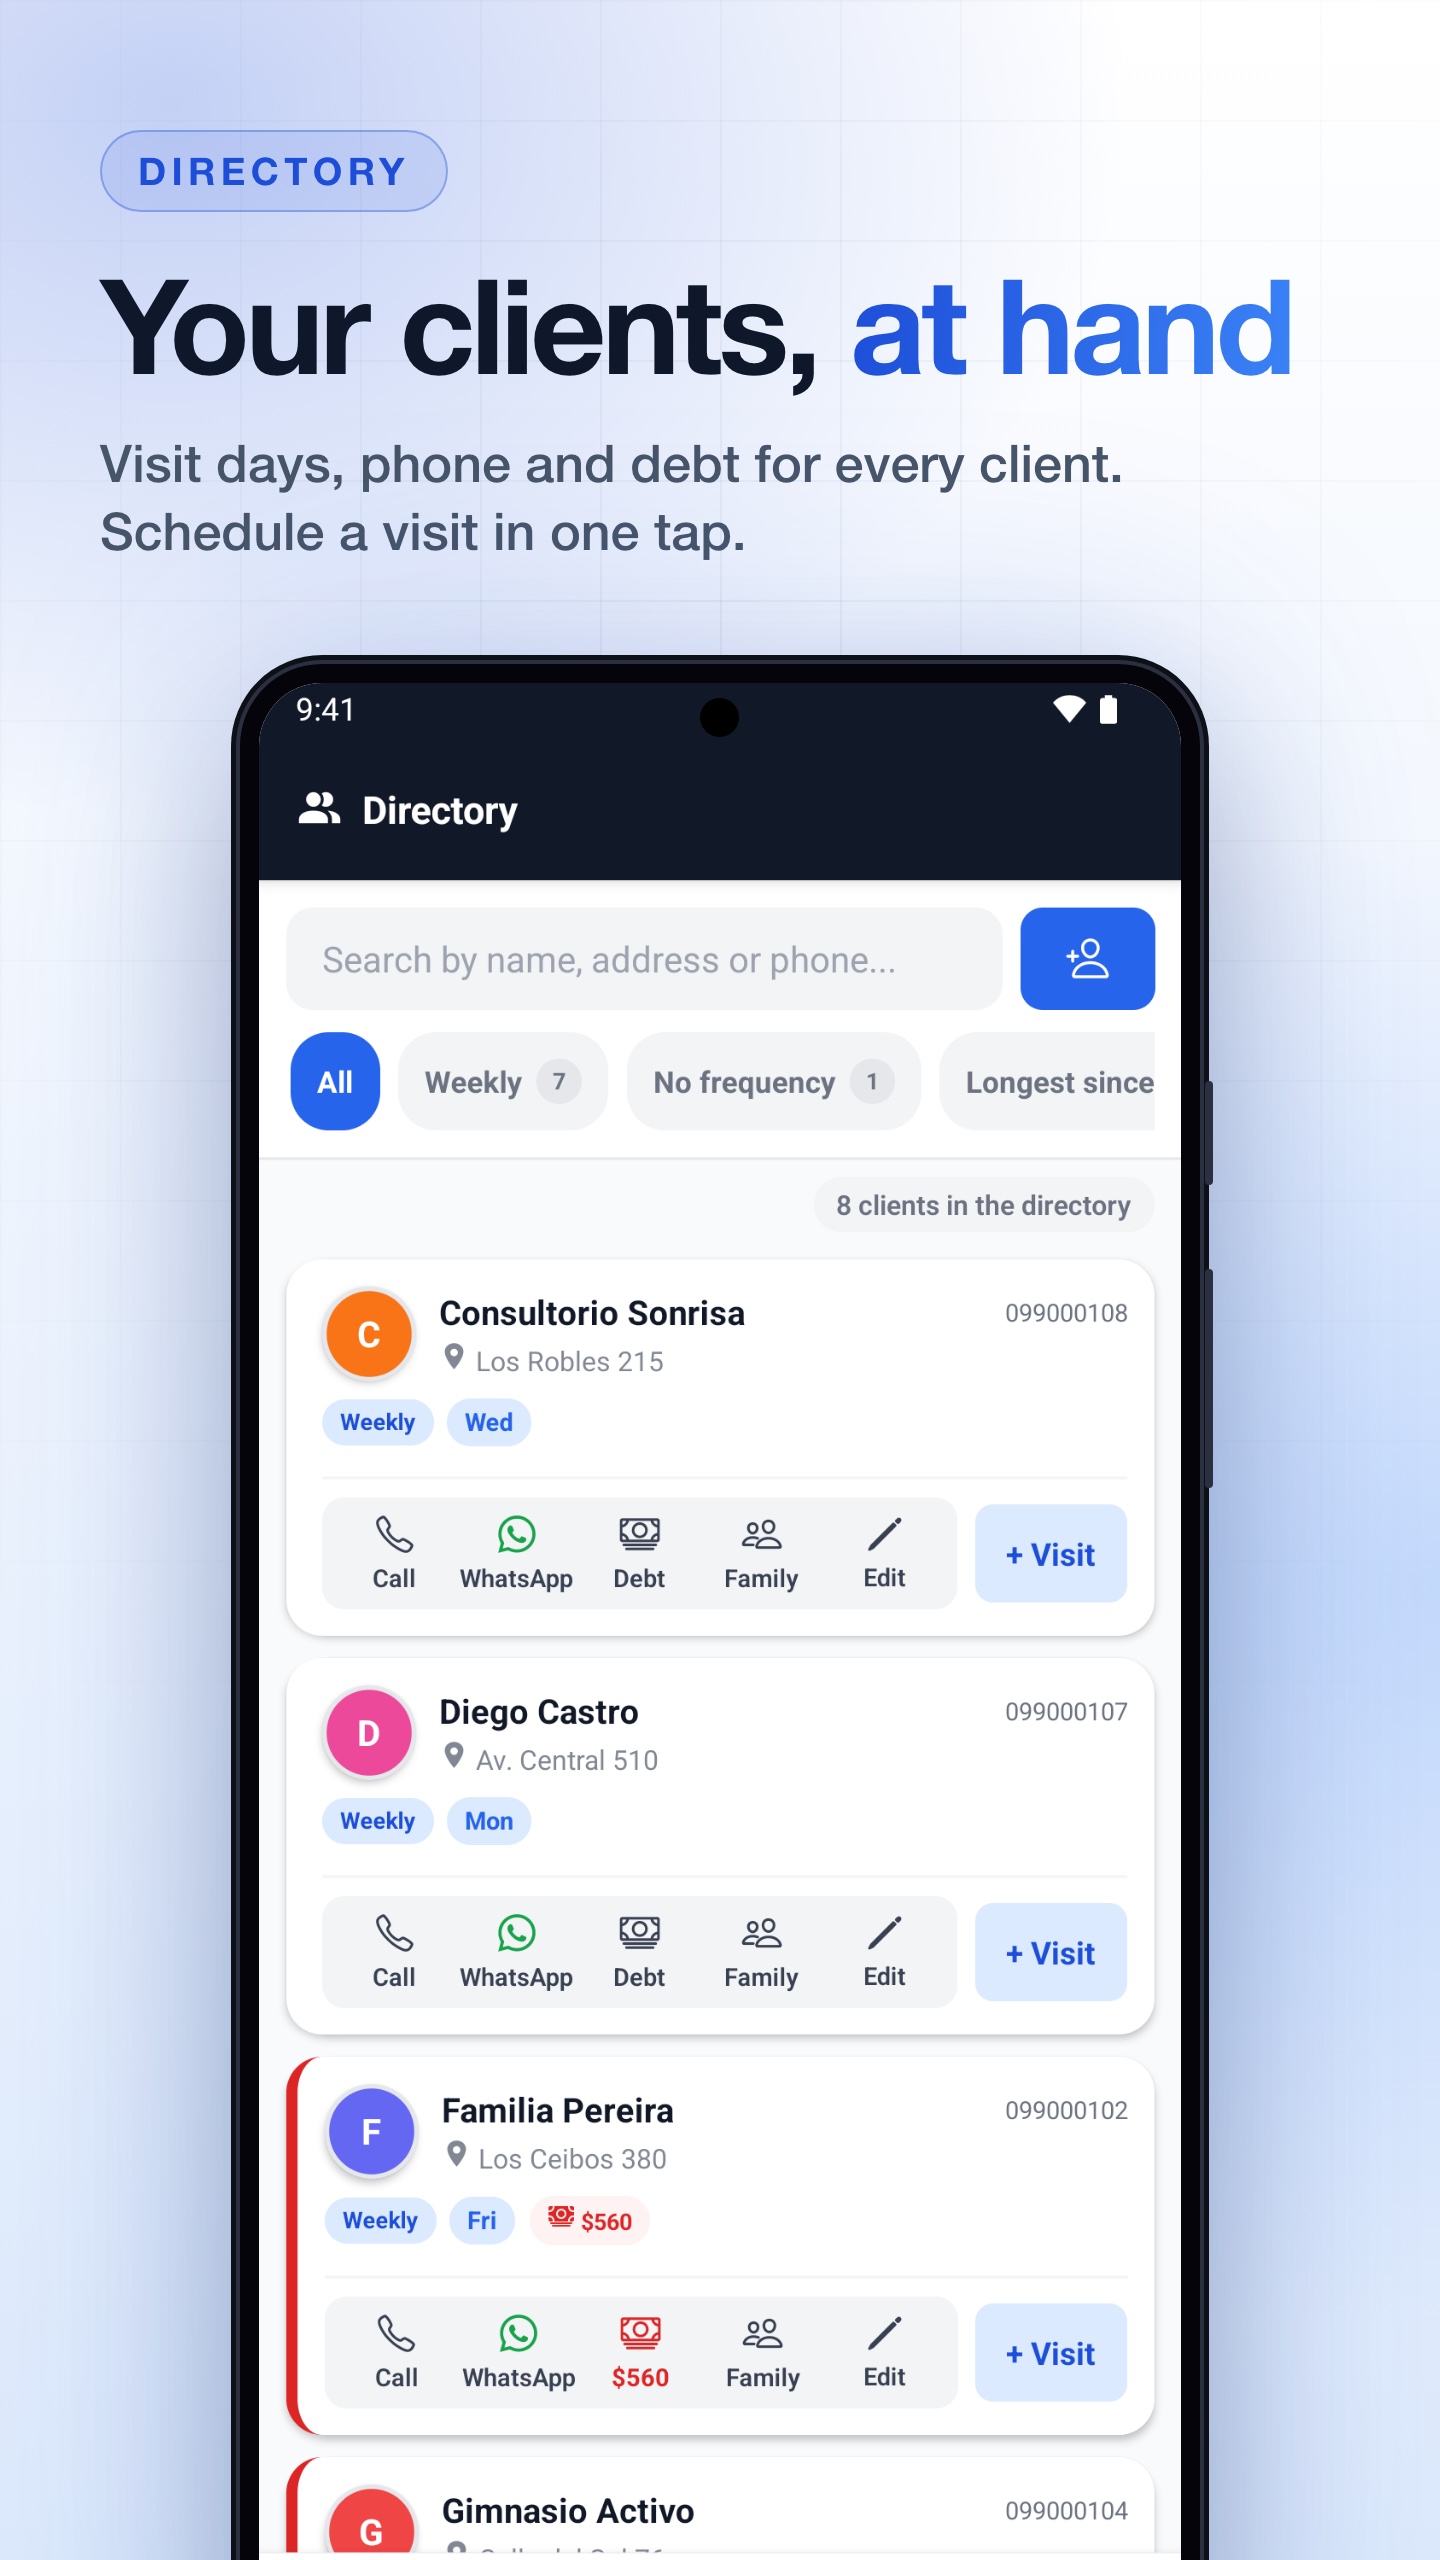 DIRECTORY
Your clients, at hand
Visit days, phone and debt for every client.
Schedule a visit in one tap.
9:41
Directory
Search by name, address or phone...
All Weekly 7 No frequency 1 Longest since
8 clients in the directory
C Consultorio Sonrisa 099000108
Los Robles 215
Weekly Wed
Call WhatsApp Debt Family Edit + Visit
D Diego Castro 099000107
Av. Central 510
Weekly Mon
Call WhatsApp Debt Family Edit + Visit
F Familia Pereira 099000102
Los Ceibos 380
Weekly Fri $560
Call WhatsApp $560 Family Edit + Visit
G Gimnasio Activo 099000104